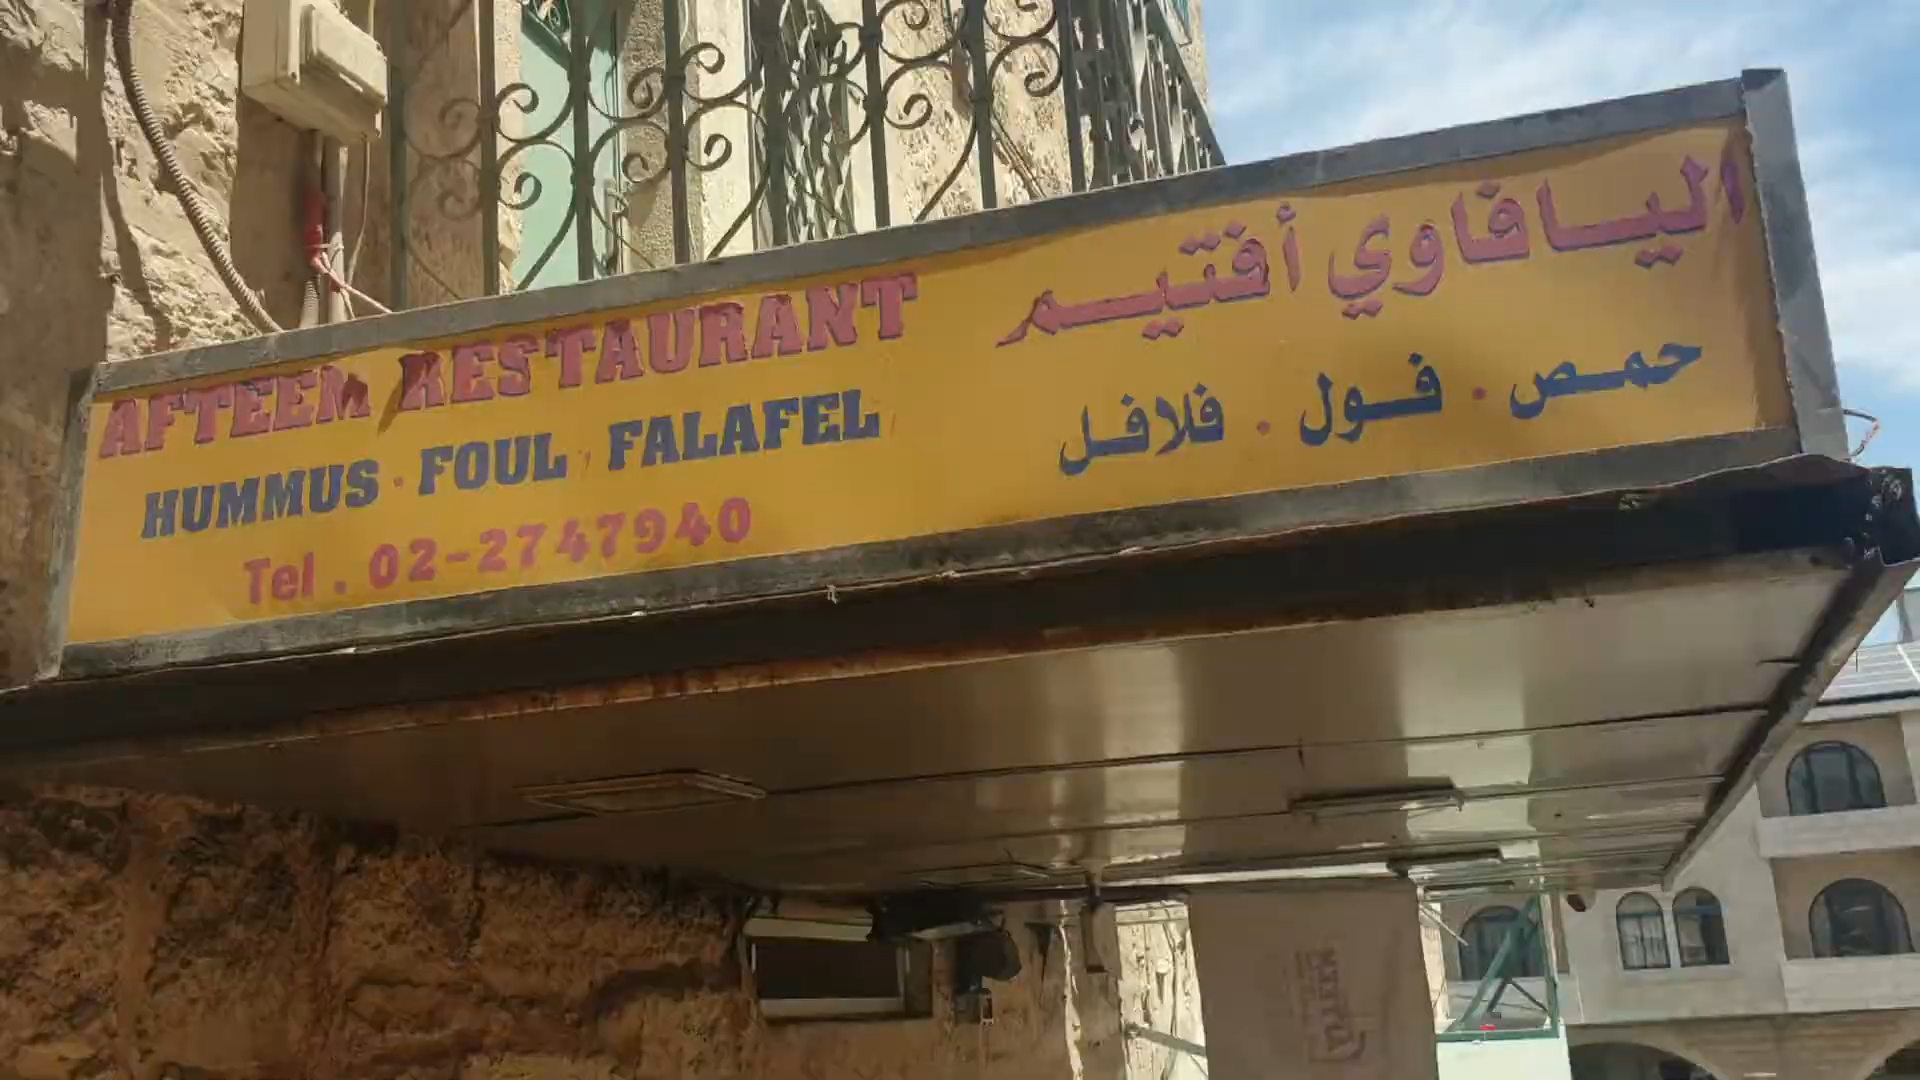 AFTEEM RESTAURANT
HUMMUS · FOUL · FALAFEL
Tel . 02-2747940
اليافاوي أفتيم
حمص · فول · فلافل